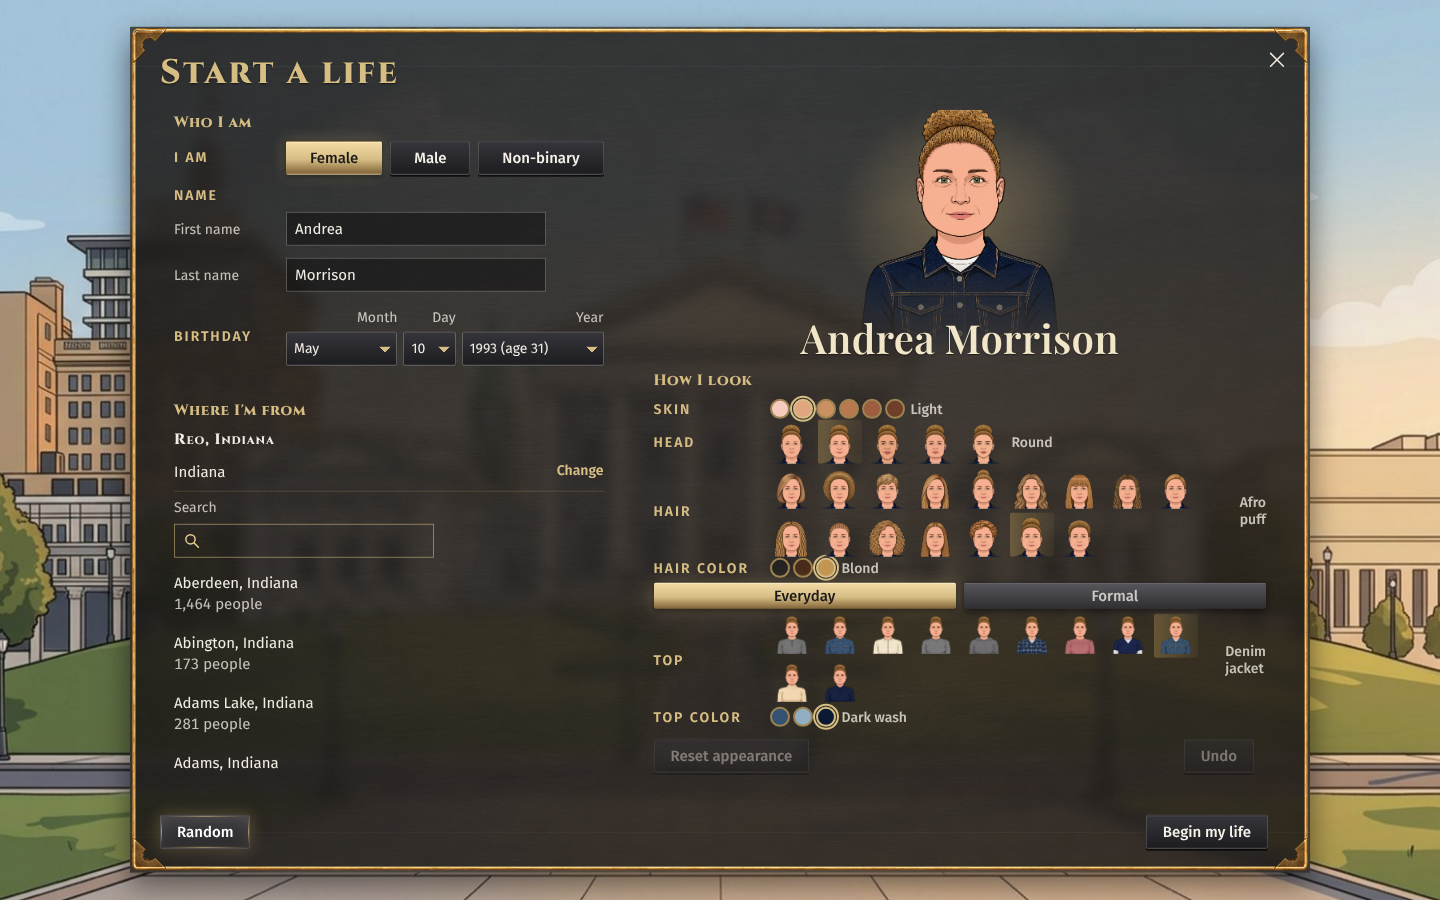 Start a life
Who I am
I AM
Female
Male
Non-binary
NAME
First name
Andrea
Last name
Morrison
Month
Day
Year
BIRTHDAY
May
10
1993 (age 31)
Where I'm from
Reo, Indiana
Indiana
Change
Search
Aberdeen, Indiana
1,464 people
Abington, Indiana
173 people
Adams Lake, Indiana
281 people
Adams, Indiana
Random
Andrea Morrison
How I look
SKIN
Light
HEAD
Round
HAIR
Afro
puff
HAIR COLOR
Blond
Everyday
Formal
TOP
Denim
jacket
TOP COLOR
Dark wash
Reset appearance
Undo
Begin my life